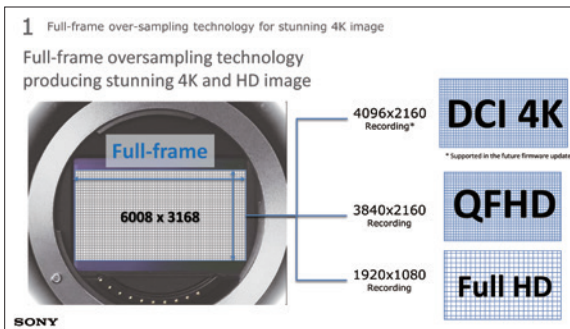 1 Full-frame over-sampling technology for stunning 4K image
Full-frame oversampling technology
producing stunning 4K and HD image
Full-frame
6008 x 3168
4096x2160
Recording*
DCI 4K
* Supported in the future firmware update
3840x2160
Recording
QFHD
1920x1080
Recording
Full HD
SONY